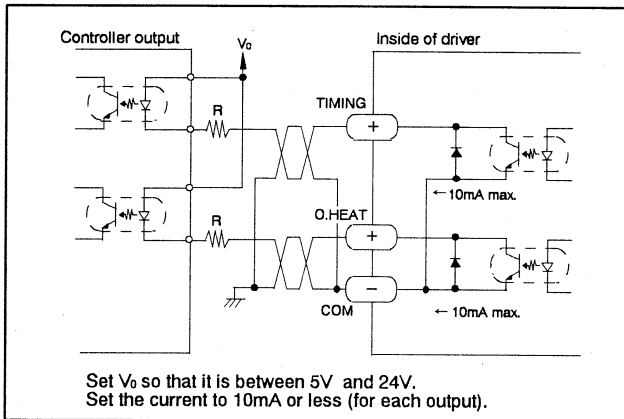 Controller output
V₀
Inside of driver
TIMING
R
+
← 10mA max.
O.HEAT
R
+
−
COM
← 10mA max.
Set V₀ so that it is between 5V and 24V.
Set the current to 10mA or less (for each output).